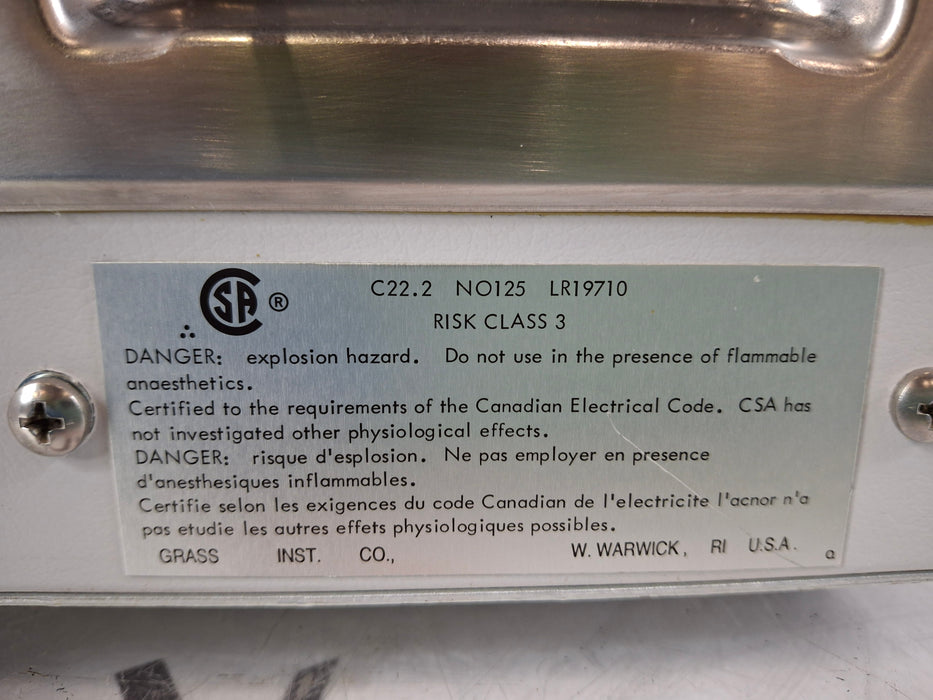 CSA ® C22.2 NO125 LR19710
RISK CLASS 3
DANGER: explosion hazard. Do not use in the presence of flammable
anaesthetics.
Certified to the requirements of the Canadian Electrical Code. CSA has
not investigated other physiological effects.
DANGER: risque d'esplosion. Ne pas employer en presence
d'anesthesiques inflammables.
Certifie selon les exigences du code Canadian de l'electricite l'acnor n'a
pas etudie les autres effets physiologiques possibles.
GRASS INST. CO., W. WARWICK, RI U.S.A. a